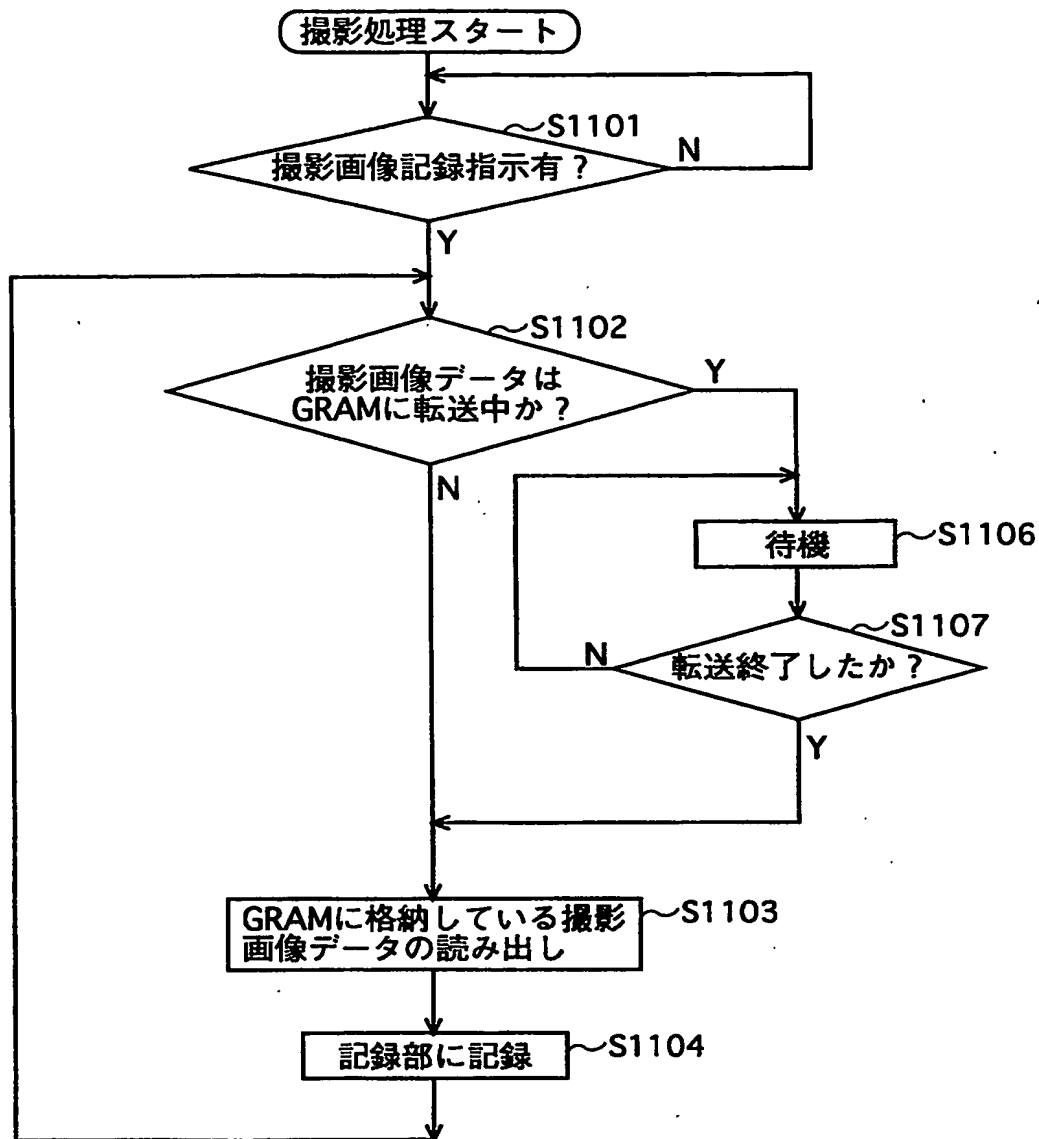 撮影処理スタート
S1101
撮影画像記録指示有？
N
Y
S1102
撮影画像データは
GRAMに転送中か？
Y
N
待機
S1106
S1107
転送終了したか？
N
Y
GRAMに格納している撮影
画像データの読み出し
S1103
記録部に記録
S1104